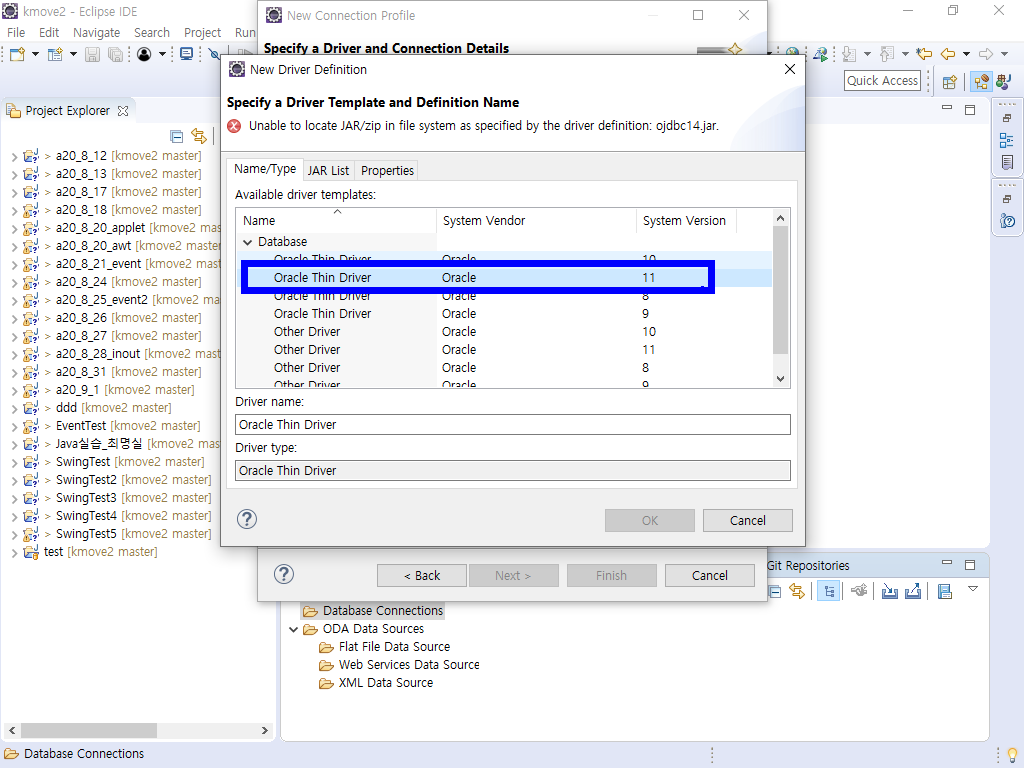 kmove2 - Eclipse IDE
File Edit Navigate Search Project Run
Quick Access
Project Explorer
> a20_8_12 [kmove2 master]
> a20_8_13 [kmove2 master]
> a20_8_17 [kmove2 master]
> a20_8_18 [kmove2 master]
> a20_8_20_applet [kmove2 mas
> a20_8_20_awt [kmove2 master
> a20_8_21_event [kmove2 mast
> a20_8_24 [kmove2 master]
> a20_8_25_event2 [kmove2 mas
> a20_8_26 [kmove2 master]
> a20_8_27 [kmove2 master]
> a20_8_28_inout [kmove2 mast
> a20_8_31 [kmove2 master]
> a20_9_1 [kmove2 master]
> ddd [kmove2 master]
> EventTest [kmove2 master]
> Java실습_최명실 [kmove2 mas
> SwingTest [kmove2 master]
> SwingTest2 [kmove2 master]
> SwingTest3 [kmove2 master]
> SwingTest4 [kmove2 master]
> SwingTest5 [kmove2 master]
test [kmove2 master]
New Connection Profile
Specify a Driver and Connection Details
New Driver Definition
Specify a Driver Template and Definition Name
Unable to locate JAR/zip in file system as specified by the driver definition: ojdbc14.jar.
Name/Type JAR List Properties
Available driver templates:
Name System Vendor System Version
Database
Oracle Thin Driver Oracle 10
Oracle Thin Driver Oracle 11
Oracle Thin Driver Oracle 8
Oracle Thin Driver Oracle 9
Other Driver Oracle 10
Other Driver Oracle 11
Other Driver Oracle 8
Other Driver Oracle 9
Driver name:
Oracle Thin Driver
Driver type:
Oracle Thin Driver
? OK Cancel
? < Back Next > Finish Cancel
Git Repositories
Database Connections
ODA Data Sources
Flat File Data Source
Web Services Data Source
XML Data Source
Database Connections